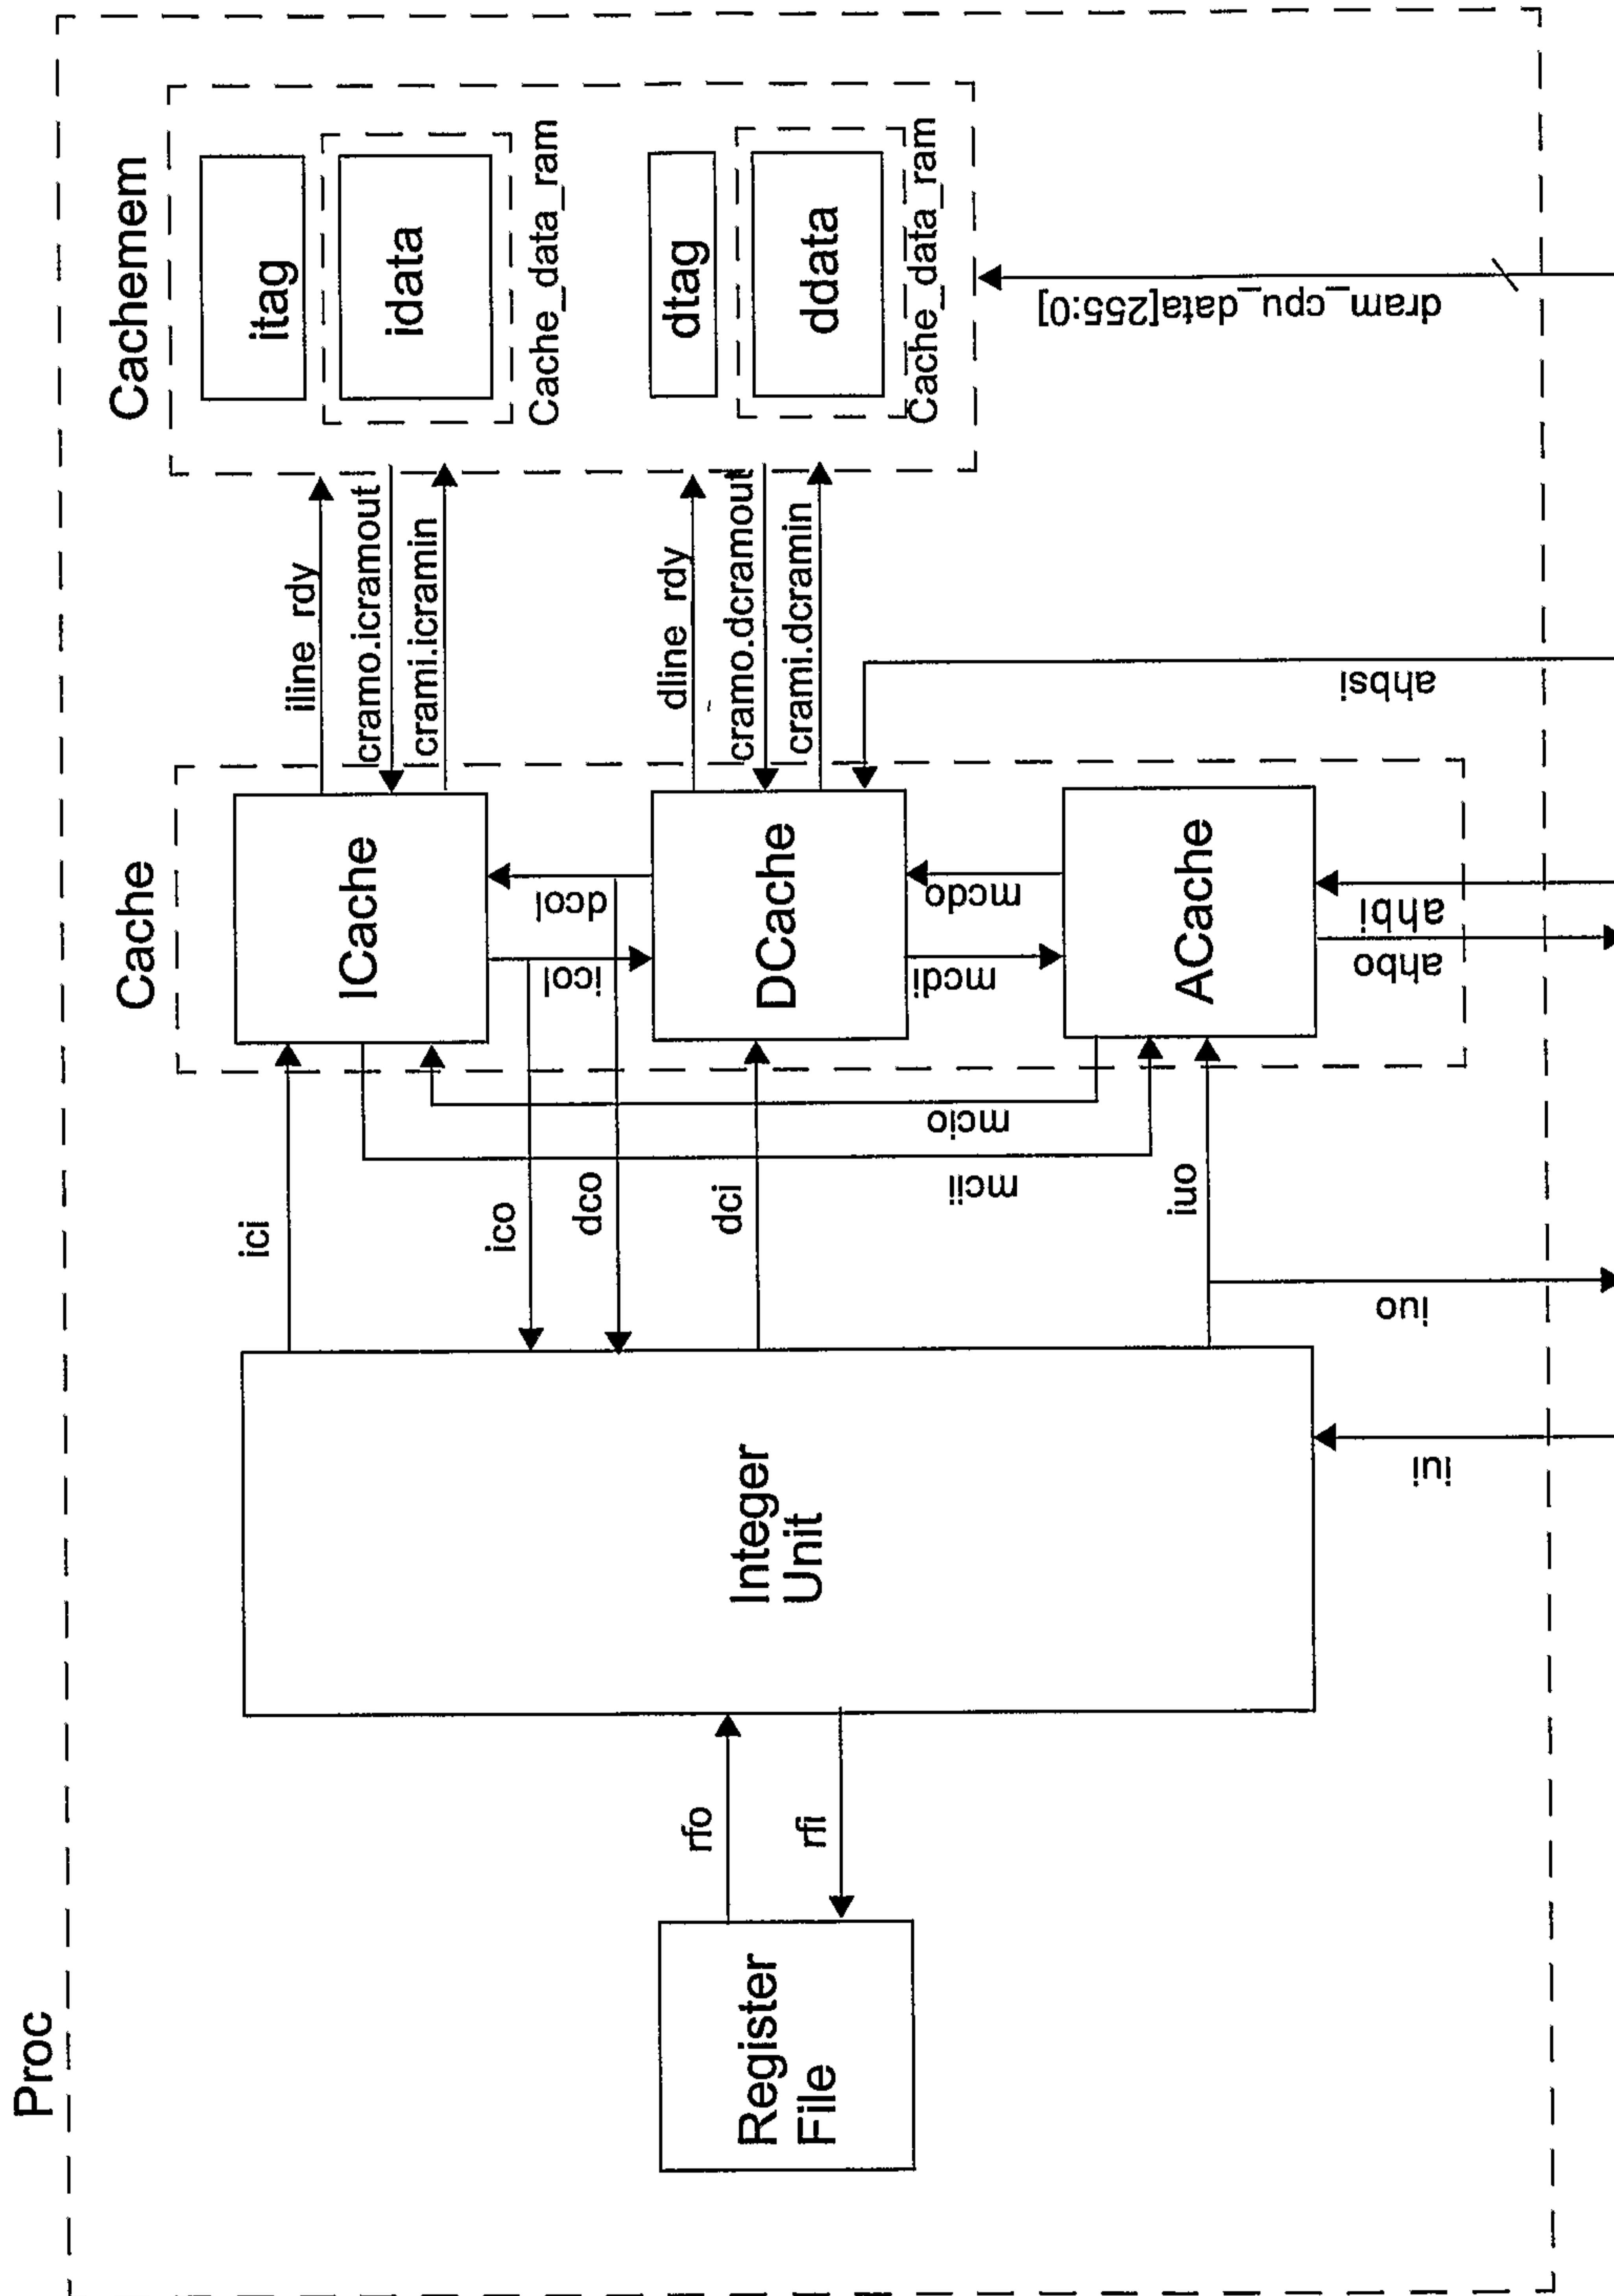 Proc
Cache
Cachemem
Register
File
rfo
rfi
Integer
Unit
ici
ico
dco
dci
iuo
iuo
iui
mcii
mcio
ICache
icol
dcol
DCache
mcdi
mcdo
ACache
ahbo
ahbi
ahbsi
iline_rdy
cramo.icramout
crami.icramin
dline_rdy
cramo.dcramout
crami.dcramin
itag
idata
Cache_data_ram
dtag
ddata
Cache_data_ram
dram_cpu_data[255:0]